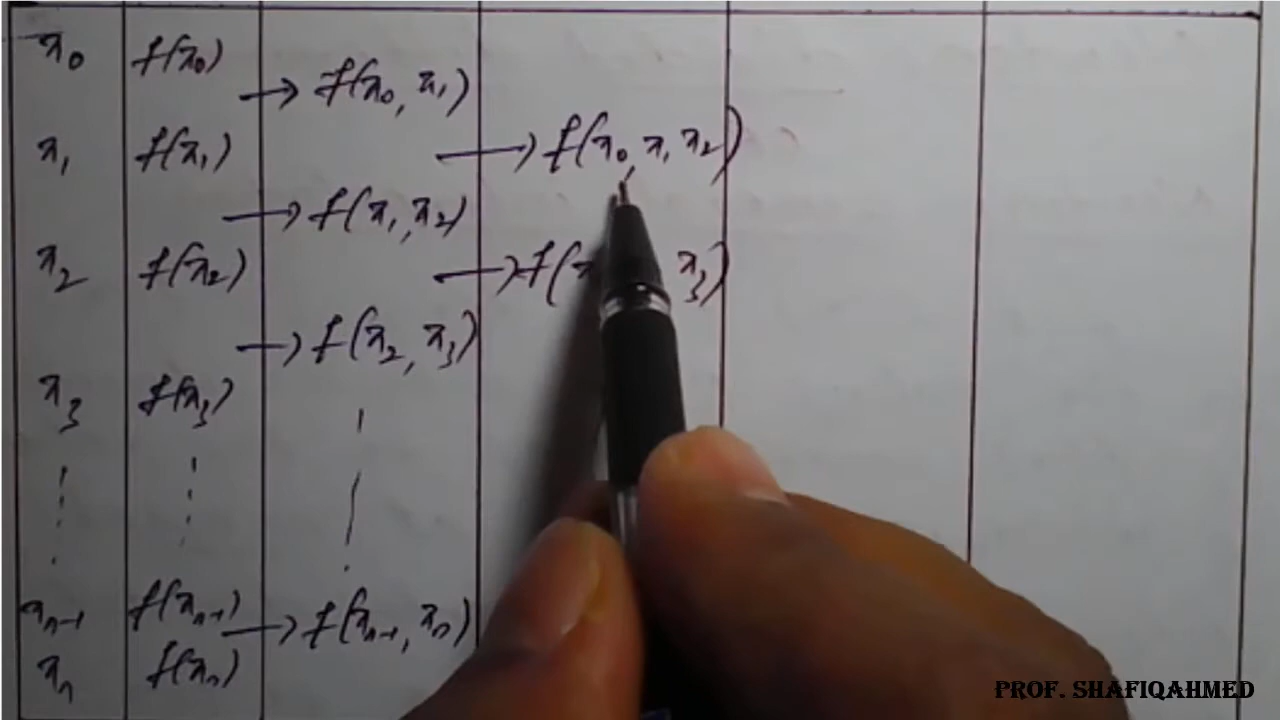 x₀ f(x₀)
→ f(x₀, x₁)
x₁ f(x₁) → f(x₀, x₁ x₂)
→ f(x₁, x₂)
x₂ f(x₂) → f( x₃)
→ f(x₂, x₃)
x₃ f(x₃)
xₙ₋₁ f(xₙ₋₁)
→ f(xₙ₋₁, xₙ)
xₙ f(xₙ)
PROF. SHAFIQAHMED